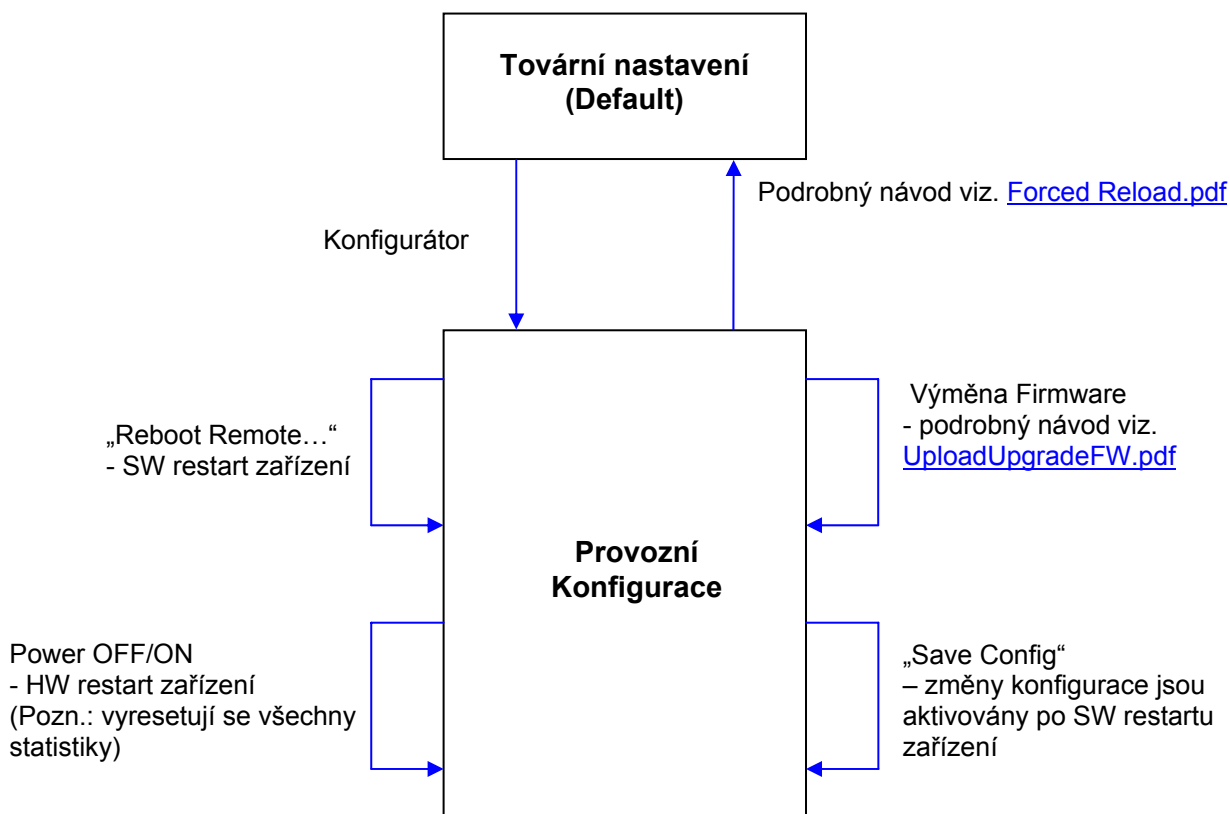 Tovární nastavení
(Default)
Podrobný návod viz. Forced Reload.pdf
Konfigurátor
„Reboot Remote…“
- SW restart zařízení
Výměna Firmware
- podrobný návod viz.
UploadUpgradeFW.pdf
Provozní
Konfigurace
Power OFF/ON
- HW restart zařízení
(Pozn.: vyresetují se všechny
statistiky)
„Save Config“
– změny konfigurace jsou
aktivovány po SW restartu
zařízení